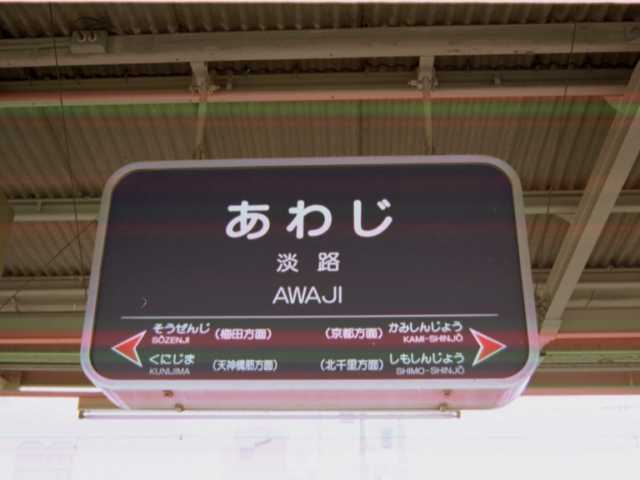 あわじ
淡路
AWAJI
そうぜんじ (梅田方面) (京都方面) かみしんじょう
SŌZENJI KAMI-SHINJŌ
くにじま (天神橋筋方面) (北千里方面) しもしんじょう
KUNIJIMA SHIMO-SHINJŌ